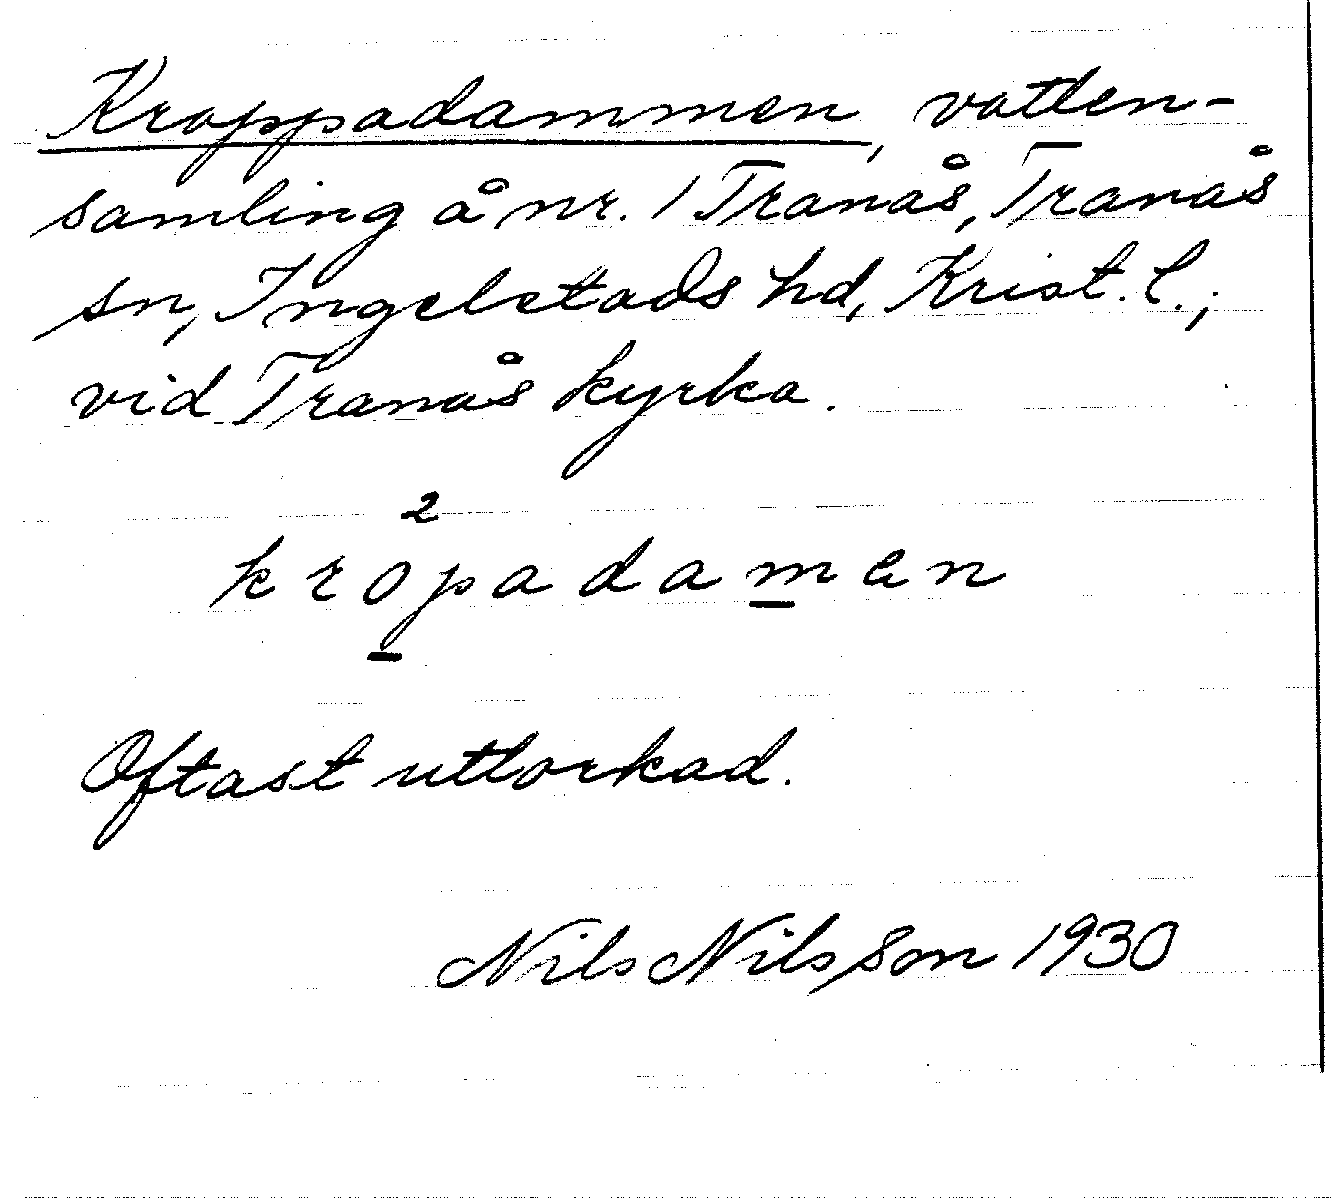 Kroppadammen, vatten-
samling å nr. 1 Tranås, Tranås
sn, Ingelstads hd, Krist. l.;
vid Tranås kyrka.
2
kropadamen
Oftast uttorkad.
Nils Nilsson 1930